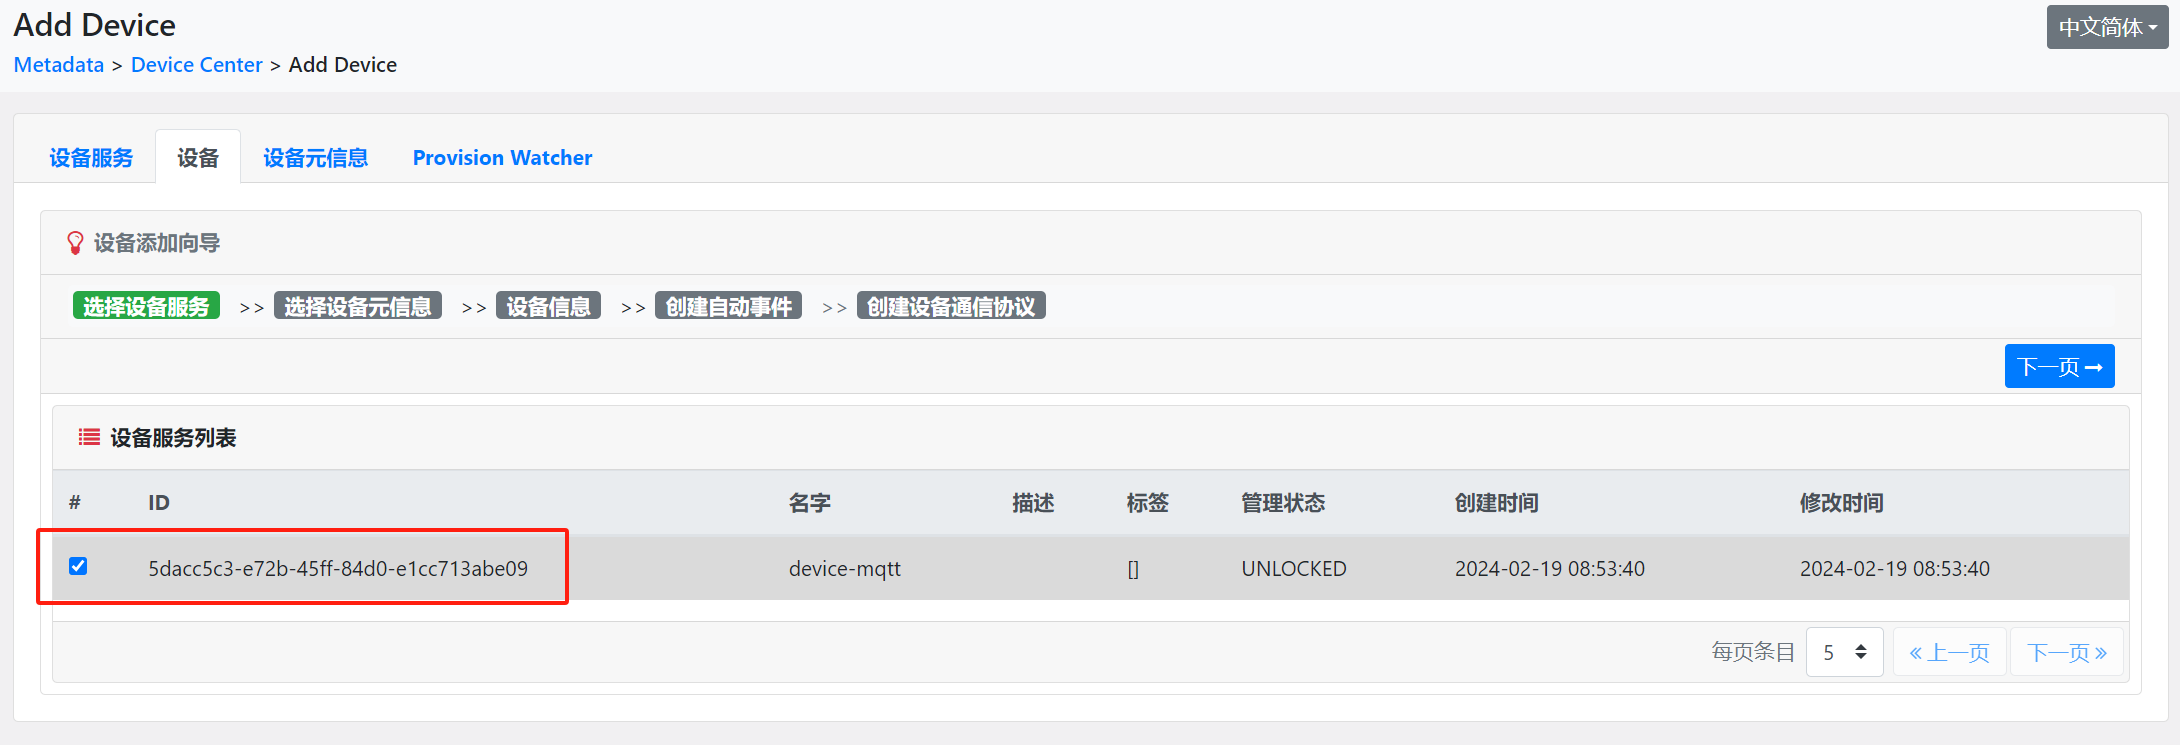 Add Device
中文简体
Metadata > Device Center > Add Device
设备服务 设备 设备元信息 Provision Watcher
设备添加向导
选择设备服务 >> 选择设备元信息 >> 设备信息 >> 创建自动事件 >> 创建设备通信协议
下一页
设备服务列表
# ID 名字 描述 标签 管理状态 创建时间 修改时间
5dacc5c3-e72b-45ff-84d0-e1cc713abe09 device-mqtt [] UNLOCKED 2024-02-19 08:53:40 2024-02-19 08:53:40
每页条目 5 «上一页 下一页»